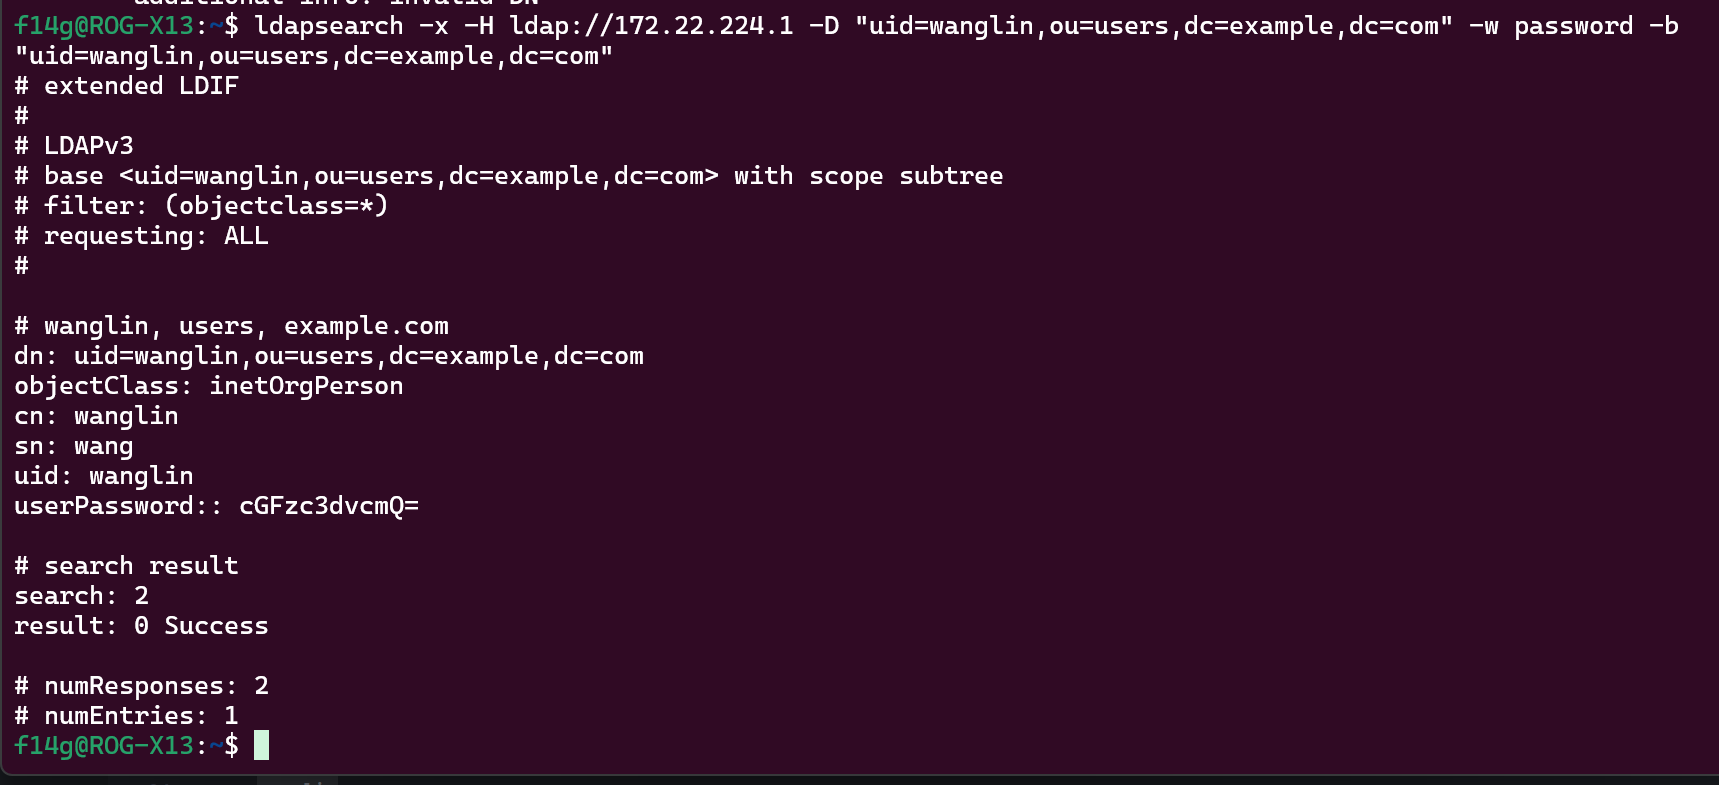 additional info: invalid DN
f14g@ROG-X13:~$ ldapsearch -x -H ldap://172.22.224.1 -D "uid=wanglin,ou=users,dc=example,dc=com" -w password -b
"uid=wanglin,ou=users,dc=example,dc=com"
# extended LDIF
#
# LDAPv3
# base <uid=wanglin,ou=users,dc=example,dc=com> with scope subtree
# filter: (objectclass=*)
# requesting: ALL
#
# wanglin, users, example.com
dn: uid=wanglin,ou=users,dc=example,dc=com
objectClass: inetOrgPerson
cn: wanglin
sn: wang
uid: wanglin
userPassword:: cGFzc3dvcmQ=
# search result
search: 2
result: 0 Success
# numResponses: 2
# numEntries: 1
f14g@ROG-X13:~$